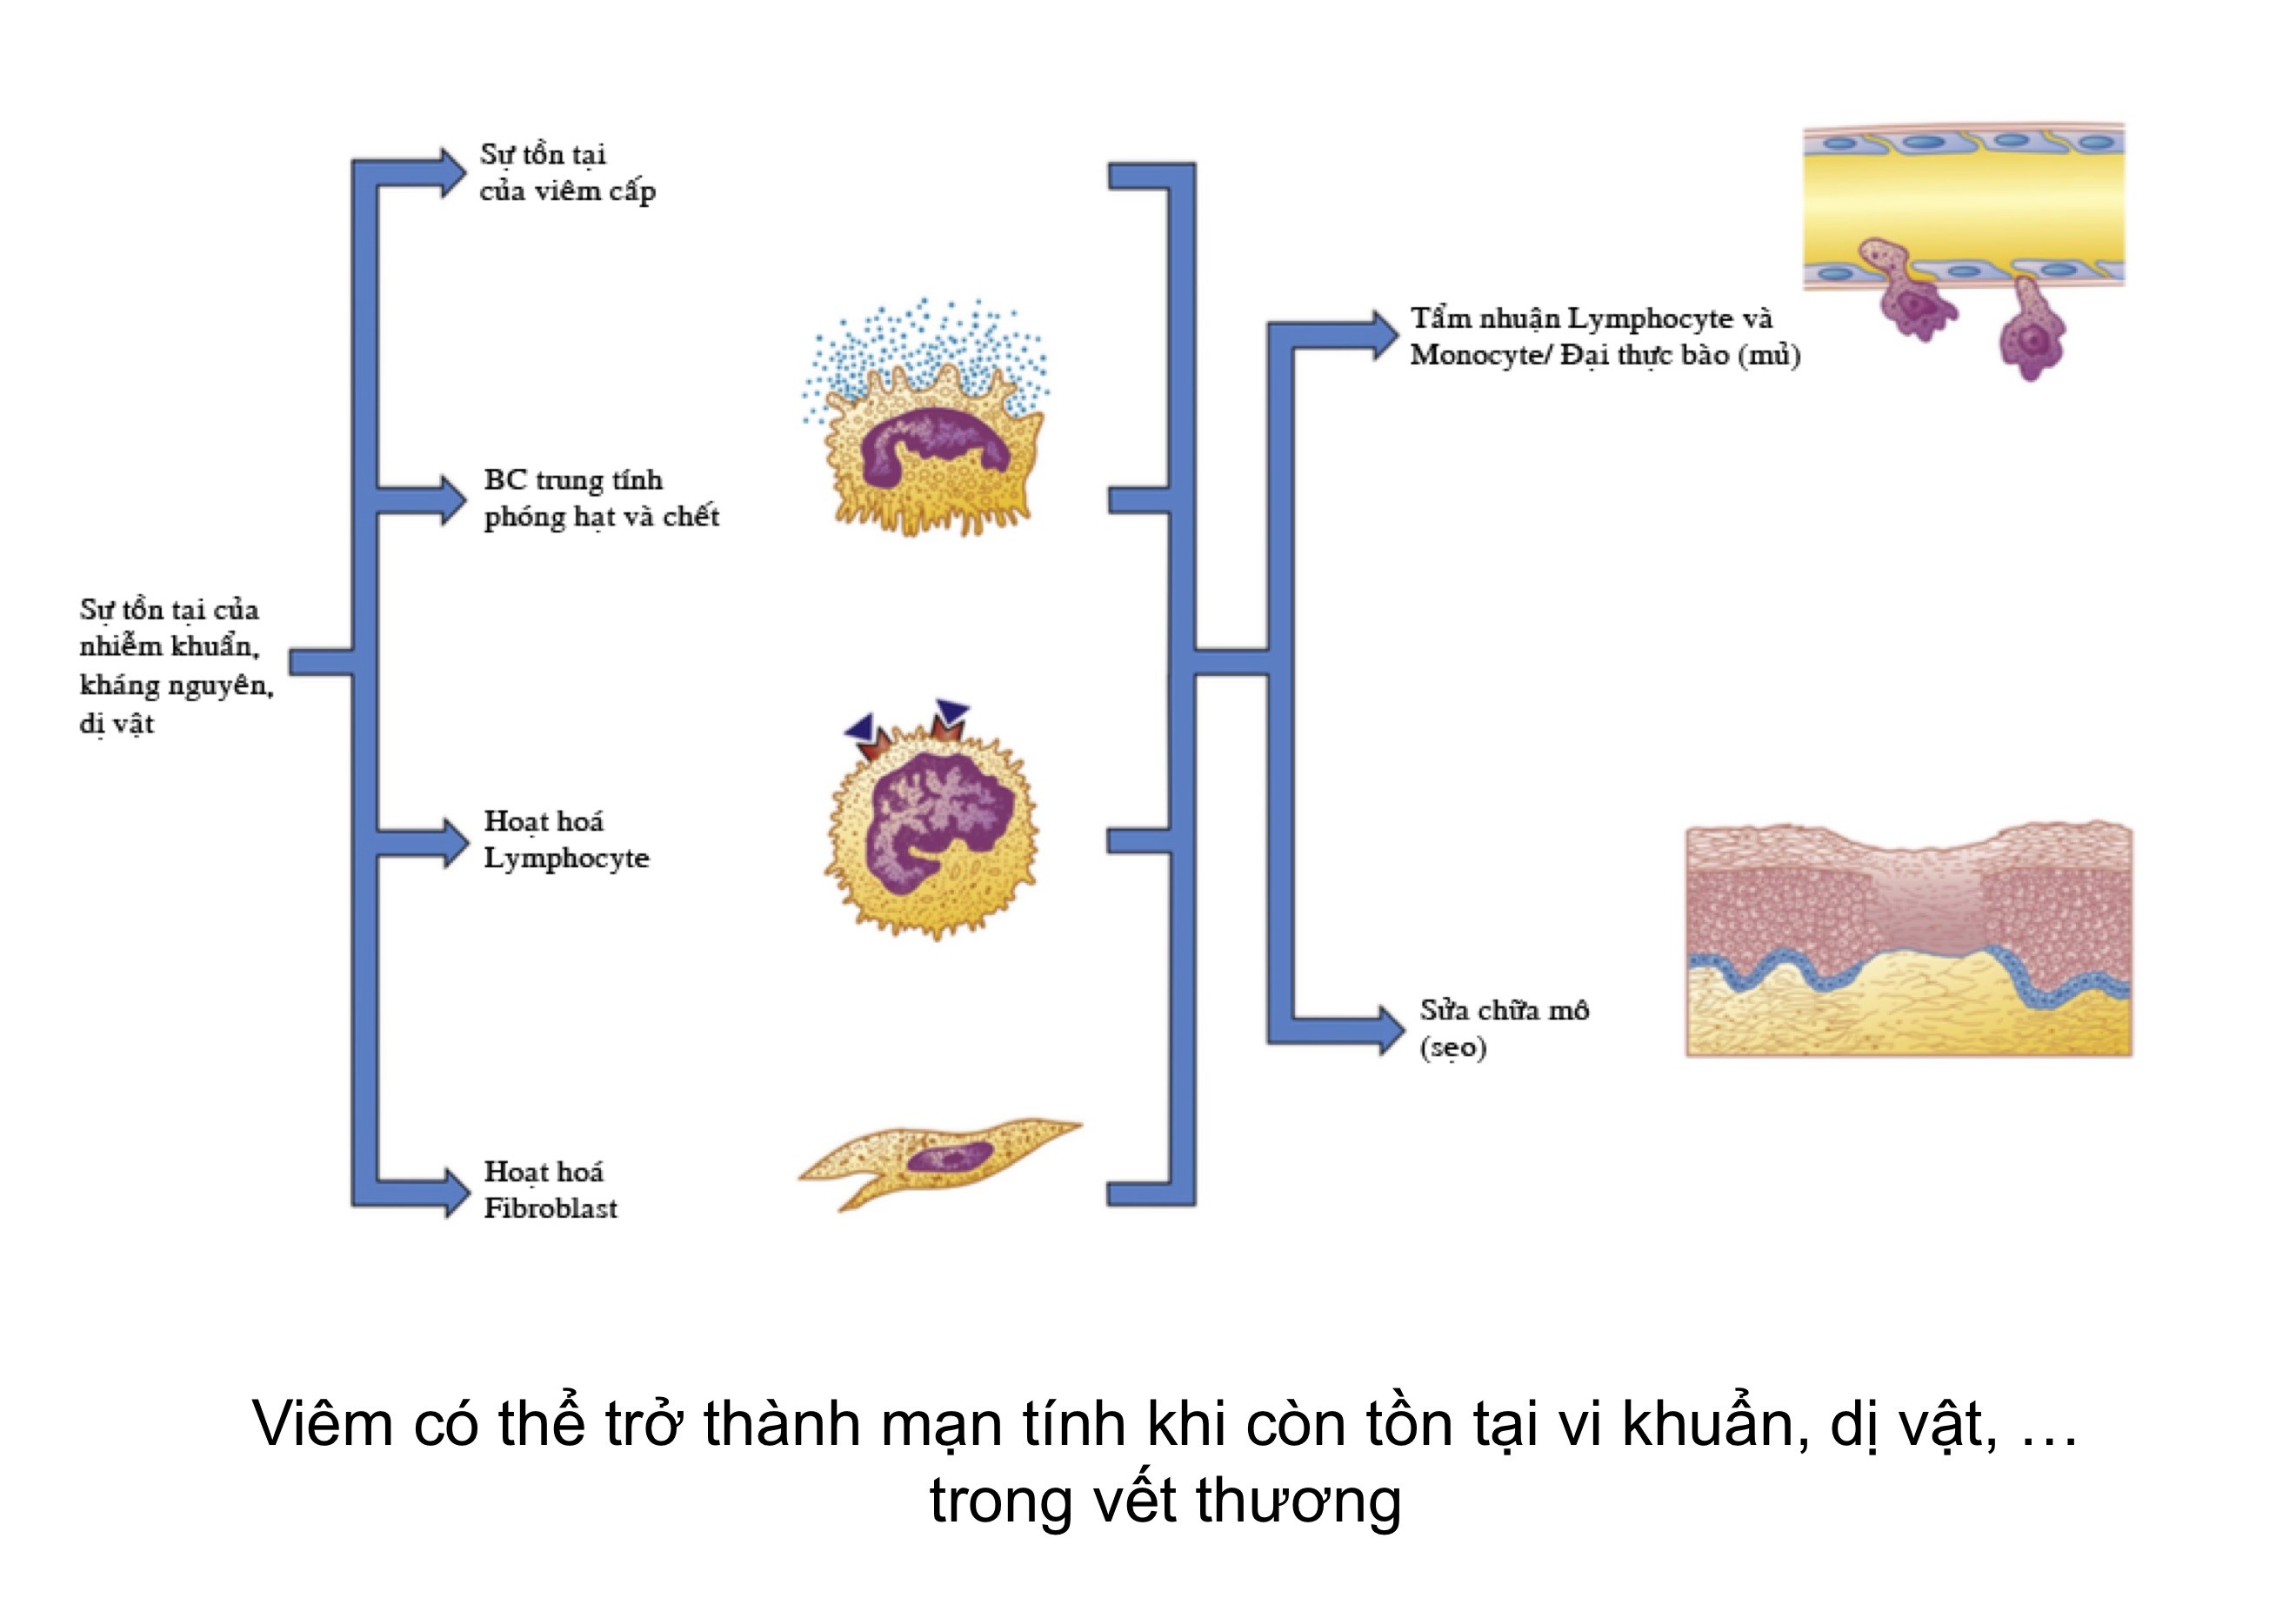 Sự tồn tại
của viêm cấp
BC trung tính
phóng hạt và chết
Sự tồn tại của
nhiễm khuẩn,
kháng nguyên,
dị vật
Hoạt hoá
Lymphocyte
Hoạt hoá
Fibroblast
Tẩm nhuận Lymphocyte và
Monocyte/ Đại thực bào (mủ)
Sửa chữa mô
(sẹo)
Viêm có thể trở thành mạn tính khi còn tồn tại vi khuẩn, dị vật, …
trong vết thương